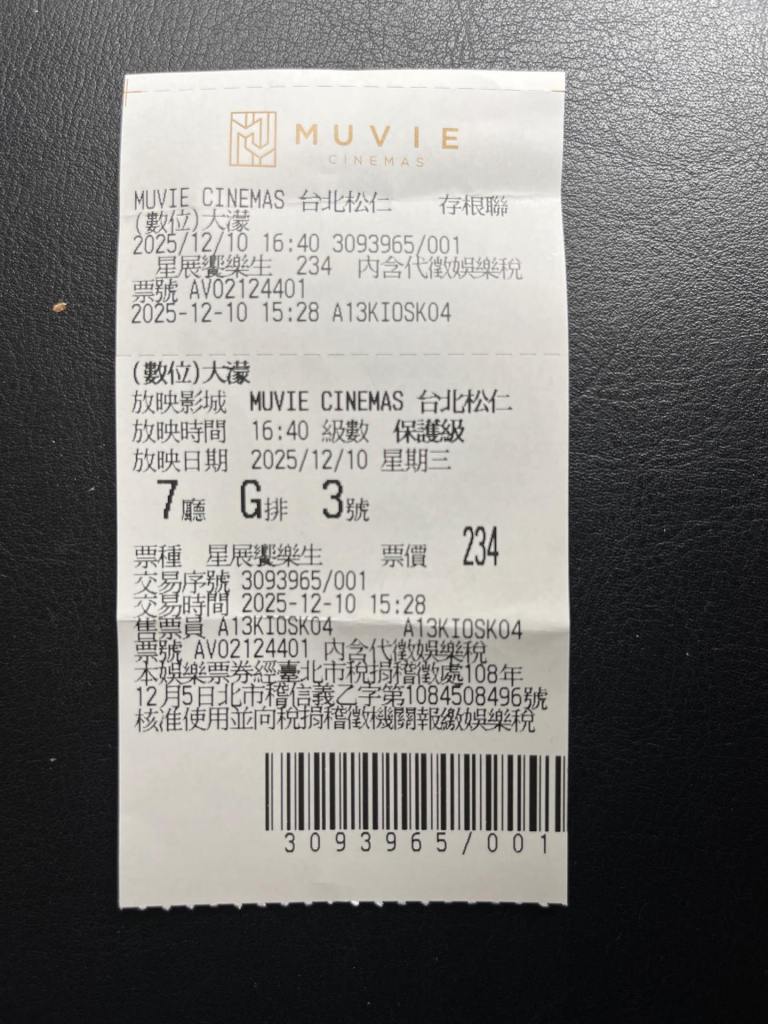 MUVIE
CINEMAS
MUVIE CINEMAS 台北松仁 存根聯
(數位)大濛
2025/12/10 16:40 3093965/001
星展饗樂生 234 內含代徵娛樂稅
票號 AV02124401
2025-12-10 15:28 A13KIOSK04
(數位)大濛
放映影城 MUVIE CINEMAS 台北松仁
放映時間 16:40 級數 保護級
放映日期 2025/12/10 星期三
7廳 G排 3號
票種 星展饗樂生 票價 234
交易序號 3093965/001
交易時間 2025-12-10 15:28
售票員 A13KIOSK04 A13KIOSK04
票號 AV02124401 內含代徵娛樂稅
本娛樂票券經臺北市稅捐稽徵處108年
12月5日北市稽信義乙字第1084508496號
核准使用並向稅捐稽徵機關報繳娛樂稅
3093965/001